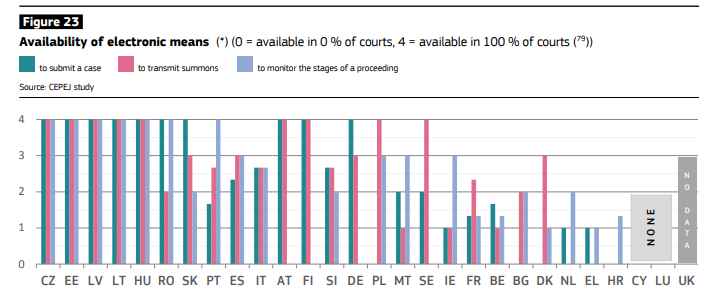 Figure 23
Availability of electronic means (*) (0 = available in 0 % of courts, 4 = available in 100 % of courts (79))
to submit a case to transmit summons to monitor the stages of a proceeding
Source: CEPEJ study
4
3
2
1
0
NONE
NO DATA
CZ EE LV LT HU RO SK PT ES IT AT FI SI DE PL MT SE IE FR BE BG DK NL EL HR CY LU UK